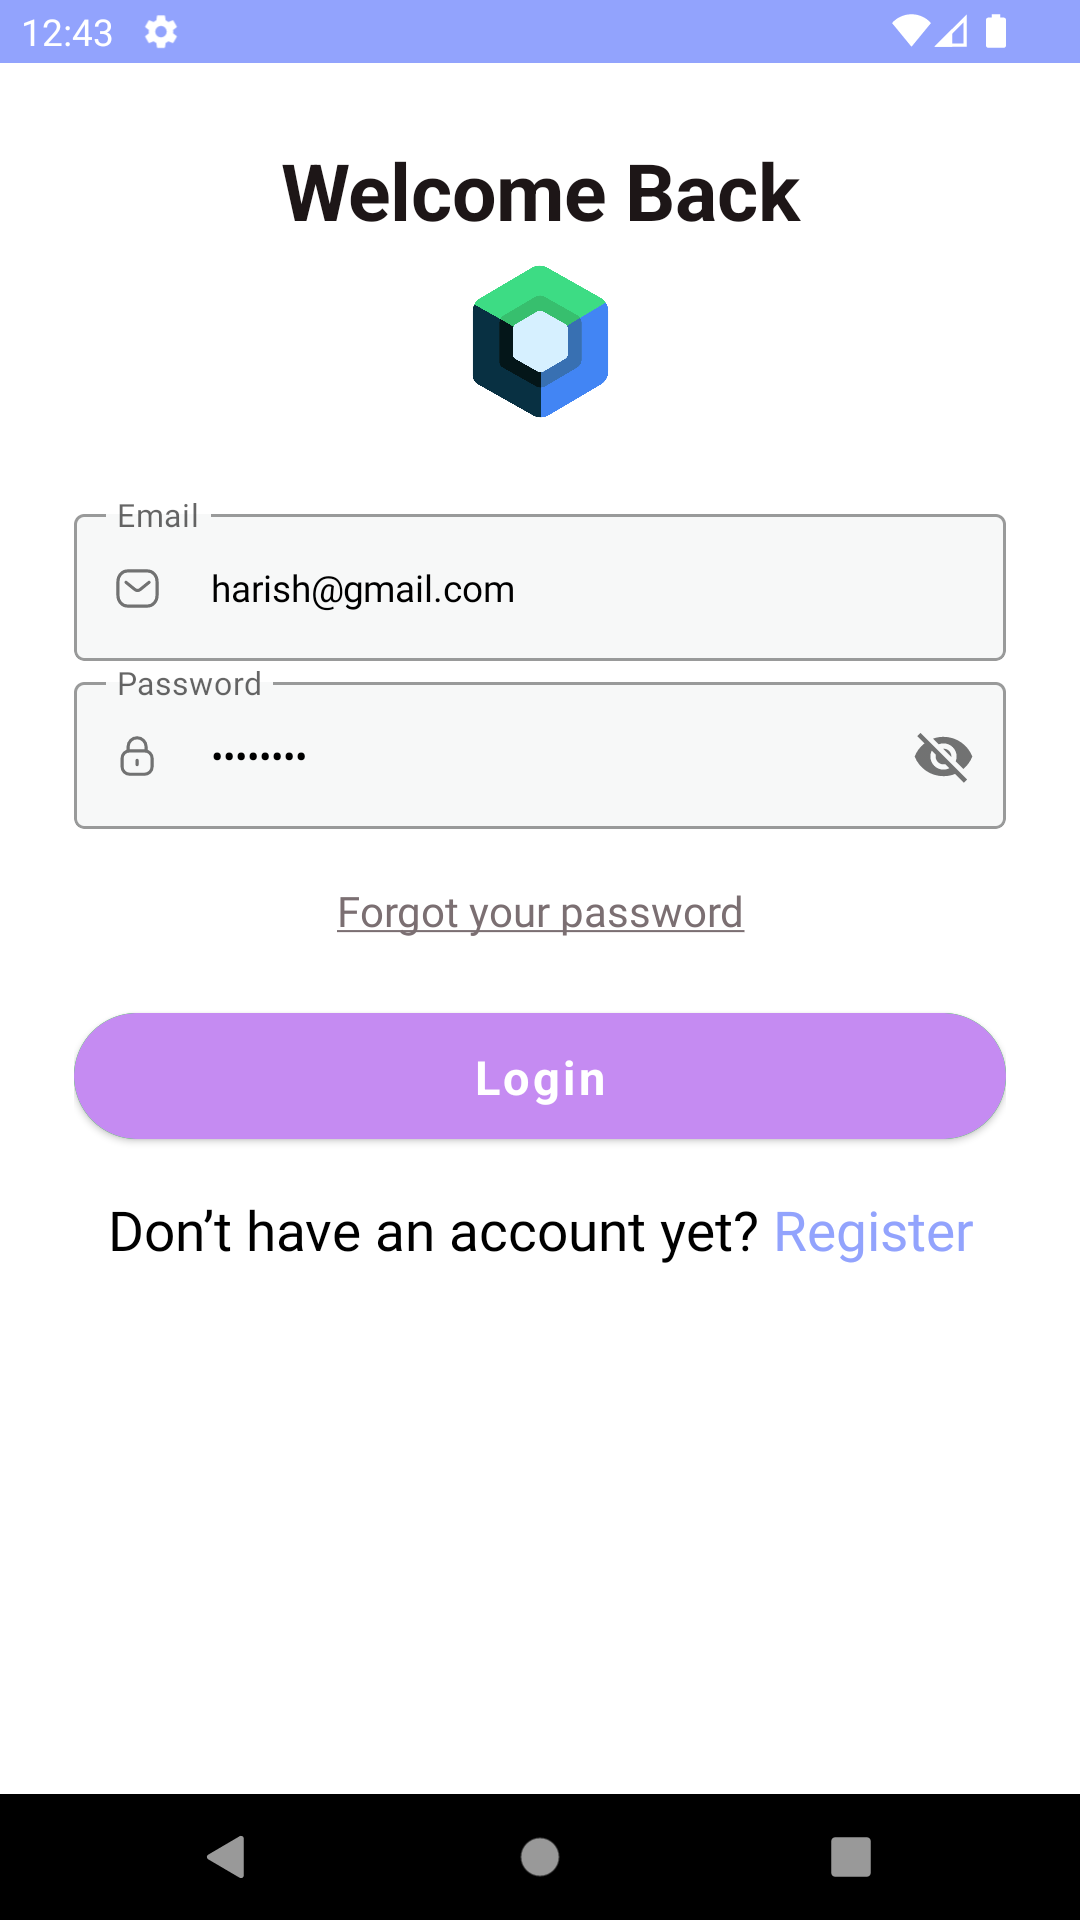 12:43
Welcome Back
Email
harish@gmail.com
Password
••••••••
Forgot your password
Login
Don’t have an account yet? Register